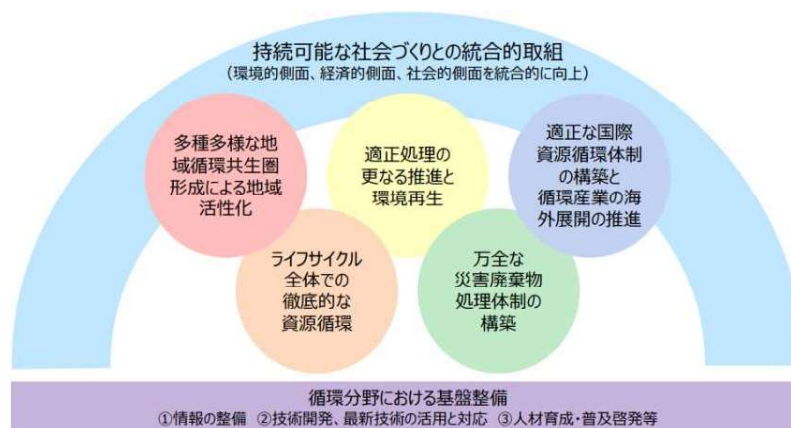 持続可能な社会づくりとの統合的取組
（環境的側面、経済的側面、社会的側面を統合的に向上）
多種多様な地
域循環共生圏
形成による地域
活性化
適正処理の
更なる推進と
環境再生
適正な国際
資源循環体制
の構築と
循環産業の海
外展開の推進
ライフサイクル
全体での
徹底的な
資源循環
万全な
災害廃棄物
処理体制の
構築
循環分野における基盤整備
①情報の整備 ②技術開発、最新技術の活用と対応 ③人材育成・普及啓発等